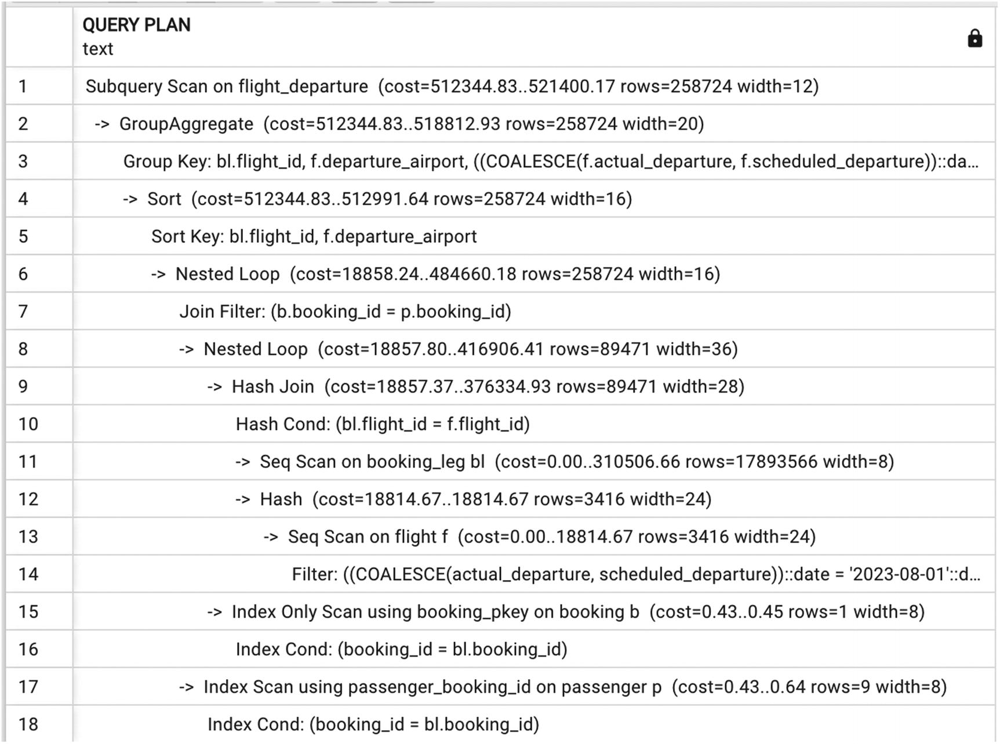 QUERY PLAN
text
1 Subquery Scan on flight_departure (cost=512344.83..521400.17 rows=258724 width=12)
2 -> GroupAggregate (cost=512344.83..518812.93 rows=258724 width=20)
3 Group Key: bl.flight_id, f.departure_airport, ((COALESCE(f.actual_departure, f.scheduled_departure))::da...
4 -> Sort (cost=512344.83..512991.64 rows=258724 width=16)
5 Sort Key: bl.flight_id, f.departure_airport
6 -> Nested Loop (cost=18858.24..484660.18 rows=258724 width=16)
7 Join Filter: (b.booking_id = p.booking_id)
8 -> Nested Loop (cost=18857.80..416906.41 rows=89471 width=36)
9 -> Hash Join (cost=18857.37..376334.93 rows=89471 width=28)
10 Hash Cond: (bl.flight_id = f.flight_id)
11 -> Seq Scan on booking_leg bl (cost=0.00..310506.66 rows=17893566 width=8)
12 -> Hash (cost=18814.67..18814.67 rows=3416 width=24)
13 -> Seq Scan on flight f (cost=0.00..18814.67 rows=3416 width=24)
14 Filter: ((COALESCE(actual_departure, scheduled_departure))::date = '2023-08-01'::d...
15 -> Index Only Scan using booking_pkey on booking b (cost=0.43..0.45 rows=1 width=8)
16 Index Cond: (booking_id = bl.booking_id)
17 -> Index Scan using passenger_booking_id on passenger p (cost=0.43..0.64 rows=9 width=8)
18 Index Cond: (booking_id = bl.booking_id)